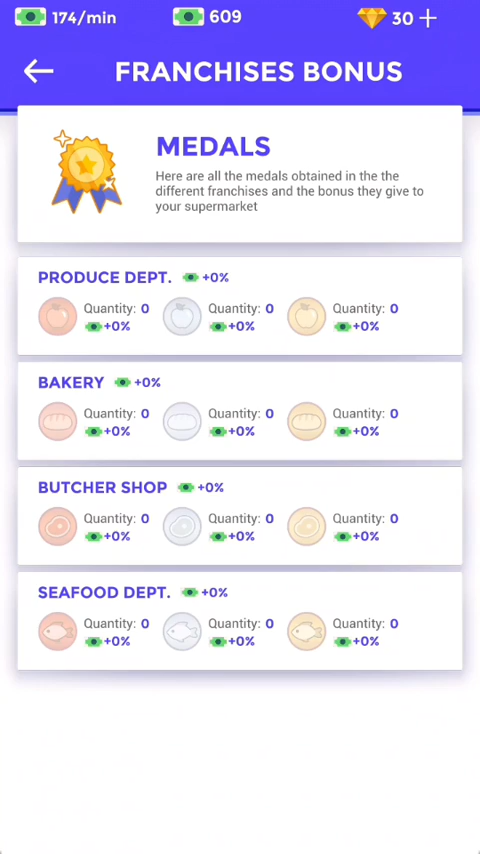 174/min 609 30
FRANCHISES BONUS
MEDALS
Here are all the medals obtained in the the
different franchises and the bonus they give to
your supermarket
PRODUCE DEPT. +0%
Quantity: 0 Quantity: 0 Quantity: 0
+0% +0% +0%
BAKERY +0%
Quantity: 0 Quantity: 0 Quantity: 0
+0% +0% +0%
BUTCHER SHOP +0%
Quantity: 0 Quantity: 0 Quantity: 0
+0% +0% +0%
SEAFOOD DEPT. +0%
Quantity: 0 Quantity: 0 Quantity: 0
+0% +0% +0%